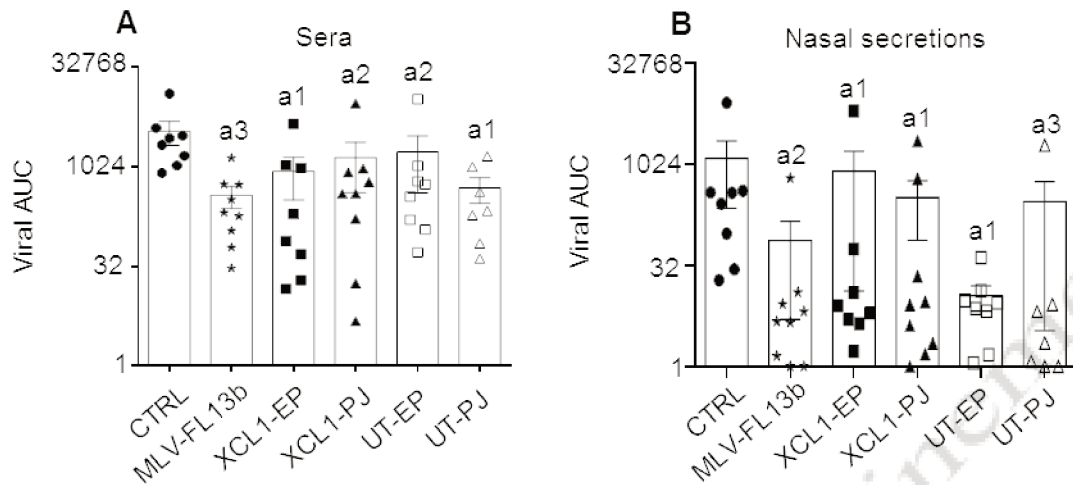 A
Sera
Viral AUC
32768
1024
32
1
a3
a1
a2
a2
a1
CTRL
MLV-FL13b
XCL1-EP
XCL1-PJ
UT-EP
UT-PJ
B
Nasal secretions
Viral AUC
32768
1024
32
1
a2
a1
a1
a1
a3
CTRL
MLV-FL13b
XCL1-EP
XCL1-PJ
UT-EP
UT-PJ